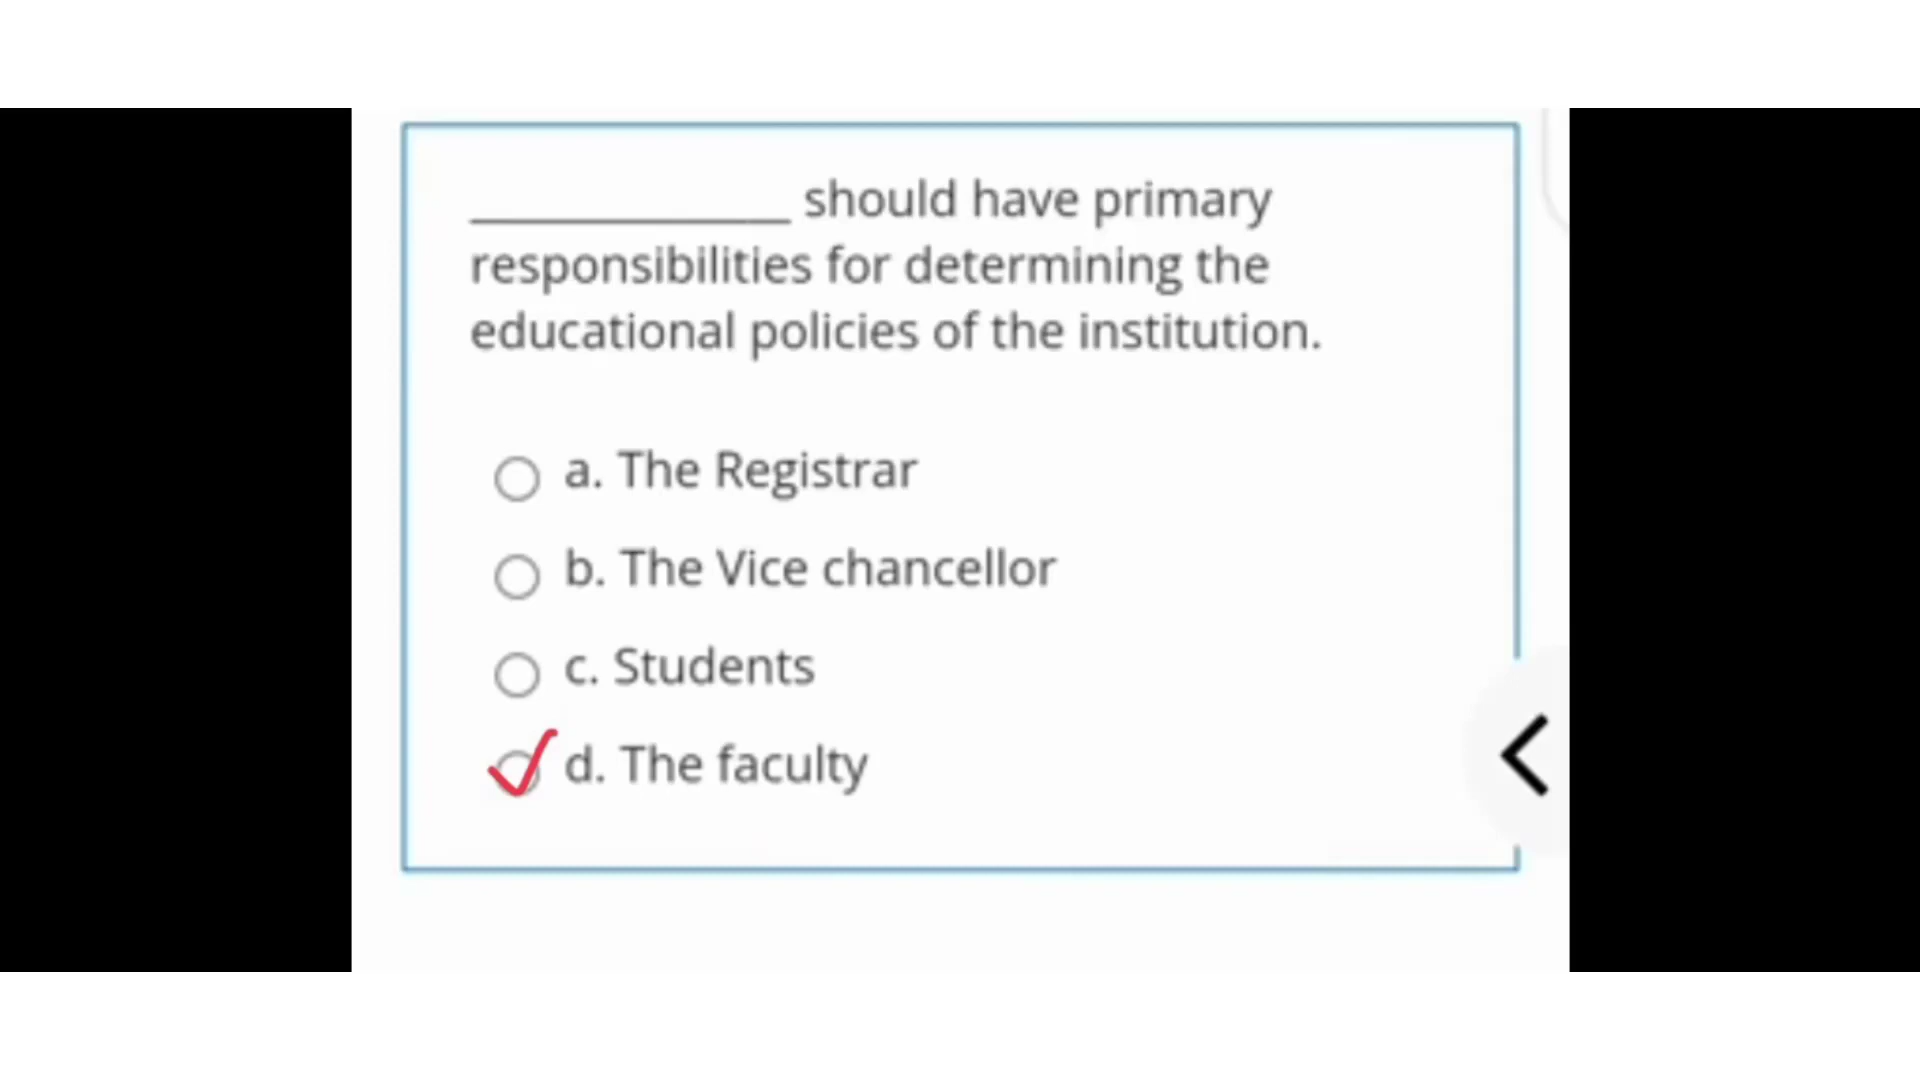 ____________ should have primary
responsibilities for determining the
educational policies of the institution.
a. The Registrar
b. The Vice chancellor
c. Students
d. The faculty